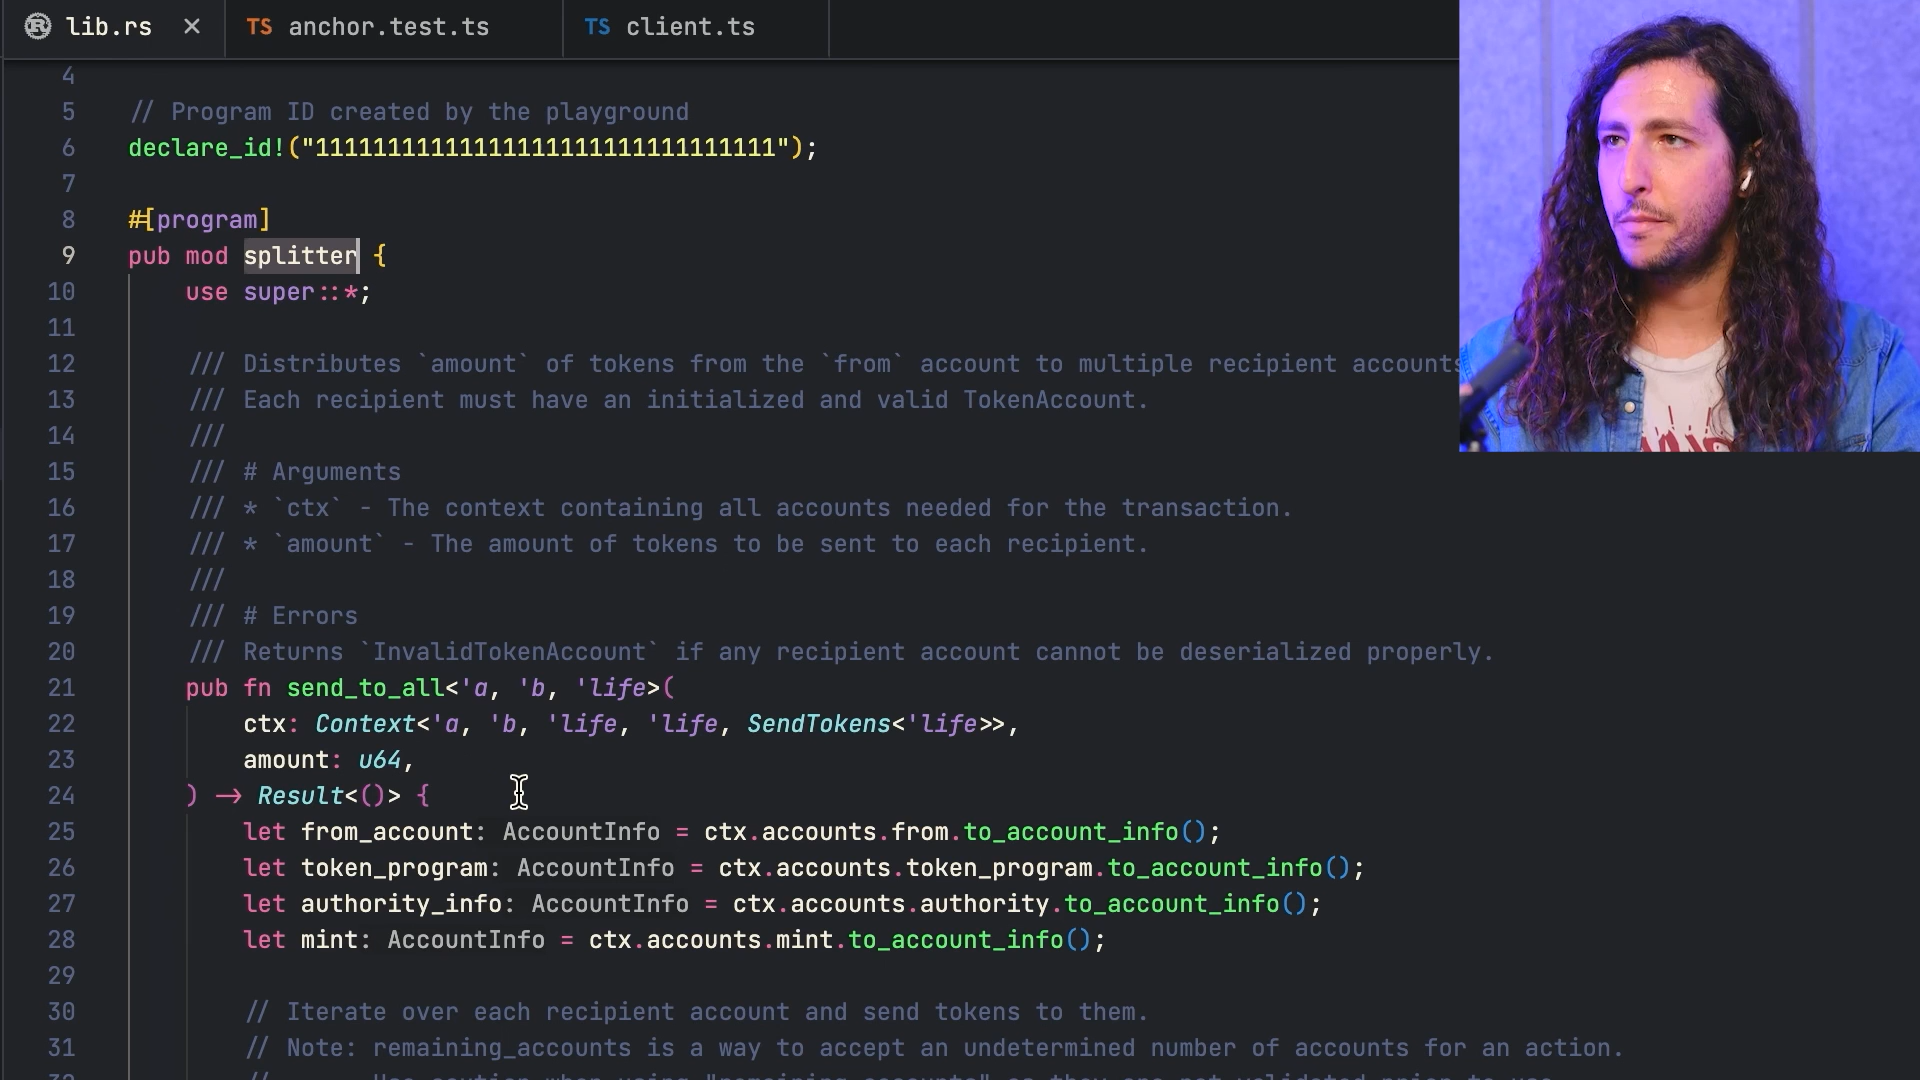 lib.rs × TS anchor.test.ts TS client.ts
4
5 // Program ID created by the playground
6 declare_id!("11111111111111111111111111111111");
7
8 #[program]
9 pub mod splitter {
10 use super::*;
11
12 /// Distributes `amount` of tokens from the `from` account to multiple recipient accounts
13 /// Each recipient must have an initialized and valid TokenAccount.
14 ///
15 /// # Arguments
16 /// * `ctx` - The context containing all accounts needed for the transaction.
17 /// * `amount` - The amount of tokens to be sent to each recipient.
18 ///
19 /// # Errors
20 /// Returns `InvalidTokenAccount` if any recipient account cannot be deserialized properly.
21 pub fn send_to_all<'a, 'b, 'life>(
22 ctx: Context<'a, 'b, 'life, 'life, SendTokens<'life>>,
23 amount: u64,
24 ) -> Result<()> {
25 let from_account: AccountInfo = ctx.accounts.from.to_account_info();
26 let token_program: AccountInfo = ctx.accounts.token_program.to_account_info();
27 let authority_info: AccountInfo = ctx.accounts.authority.to_account_info();
28 let mint: AccountInfo = ctx.accounts.mint.to_account_info();
29
30 // Iterate over each recipient account and send tokens to them.
31 // Note: remaining_accounts is a way to accept an undetermined number of accounts for an action.